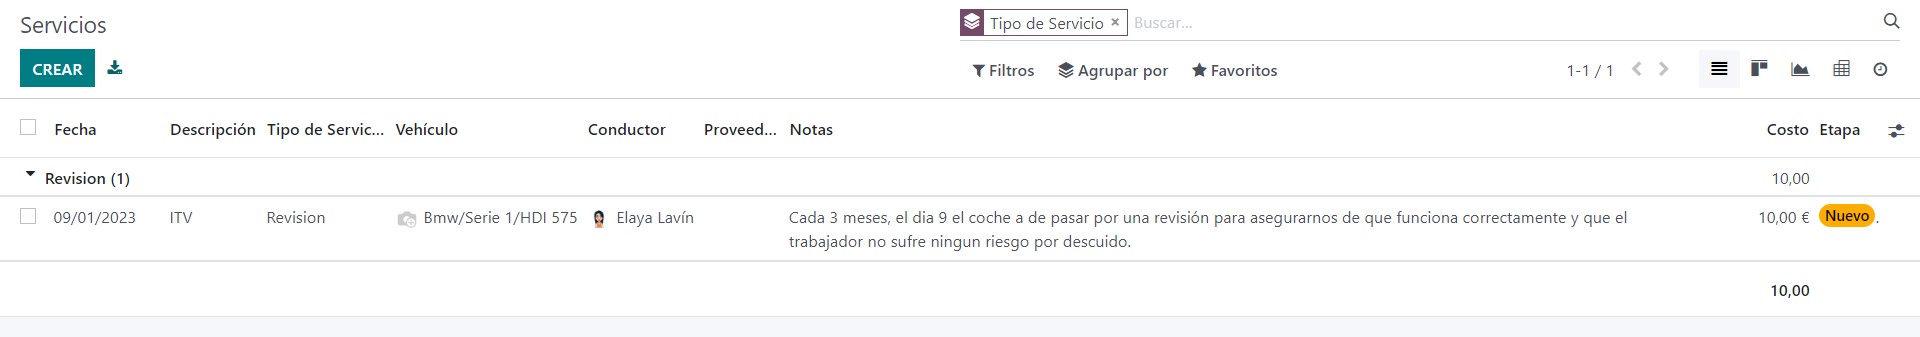 Servicios
Tipo de Servicio × Buscar...
CREAR
Filtros Agrupar por Favoritos 1-1 / 1
Fecha Descripción Tipo de Servic... Vehículo Conductor Proveed... Notas Costo Etapa
Revision (1) 10,00
09/01/2023 ITV Revision Bmw/Serie 1/HDI 575 Elaya Lavín Cada 3 meses, el dia 9 el coche a de pasar por una revisión para asegurarnos de que funciona correctamente y que el 10,00 € Nuevo .
trabajador no sufre ningun riesgo por descuido.
10,00